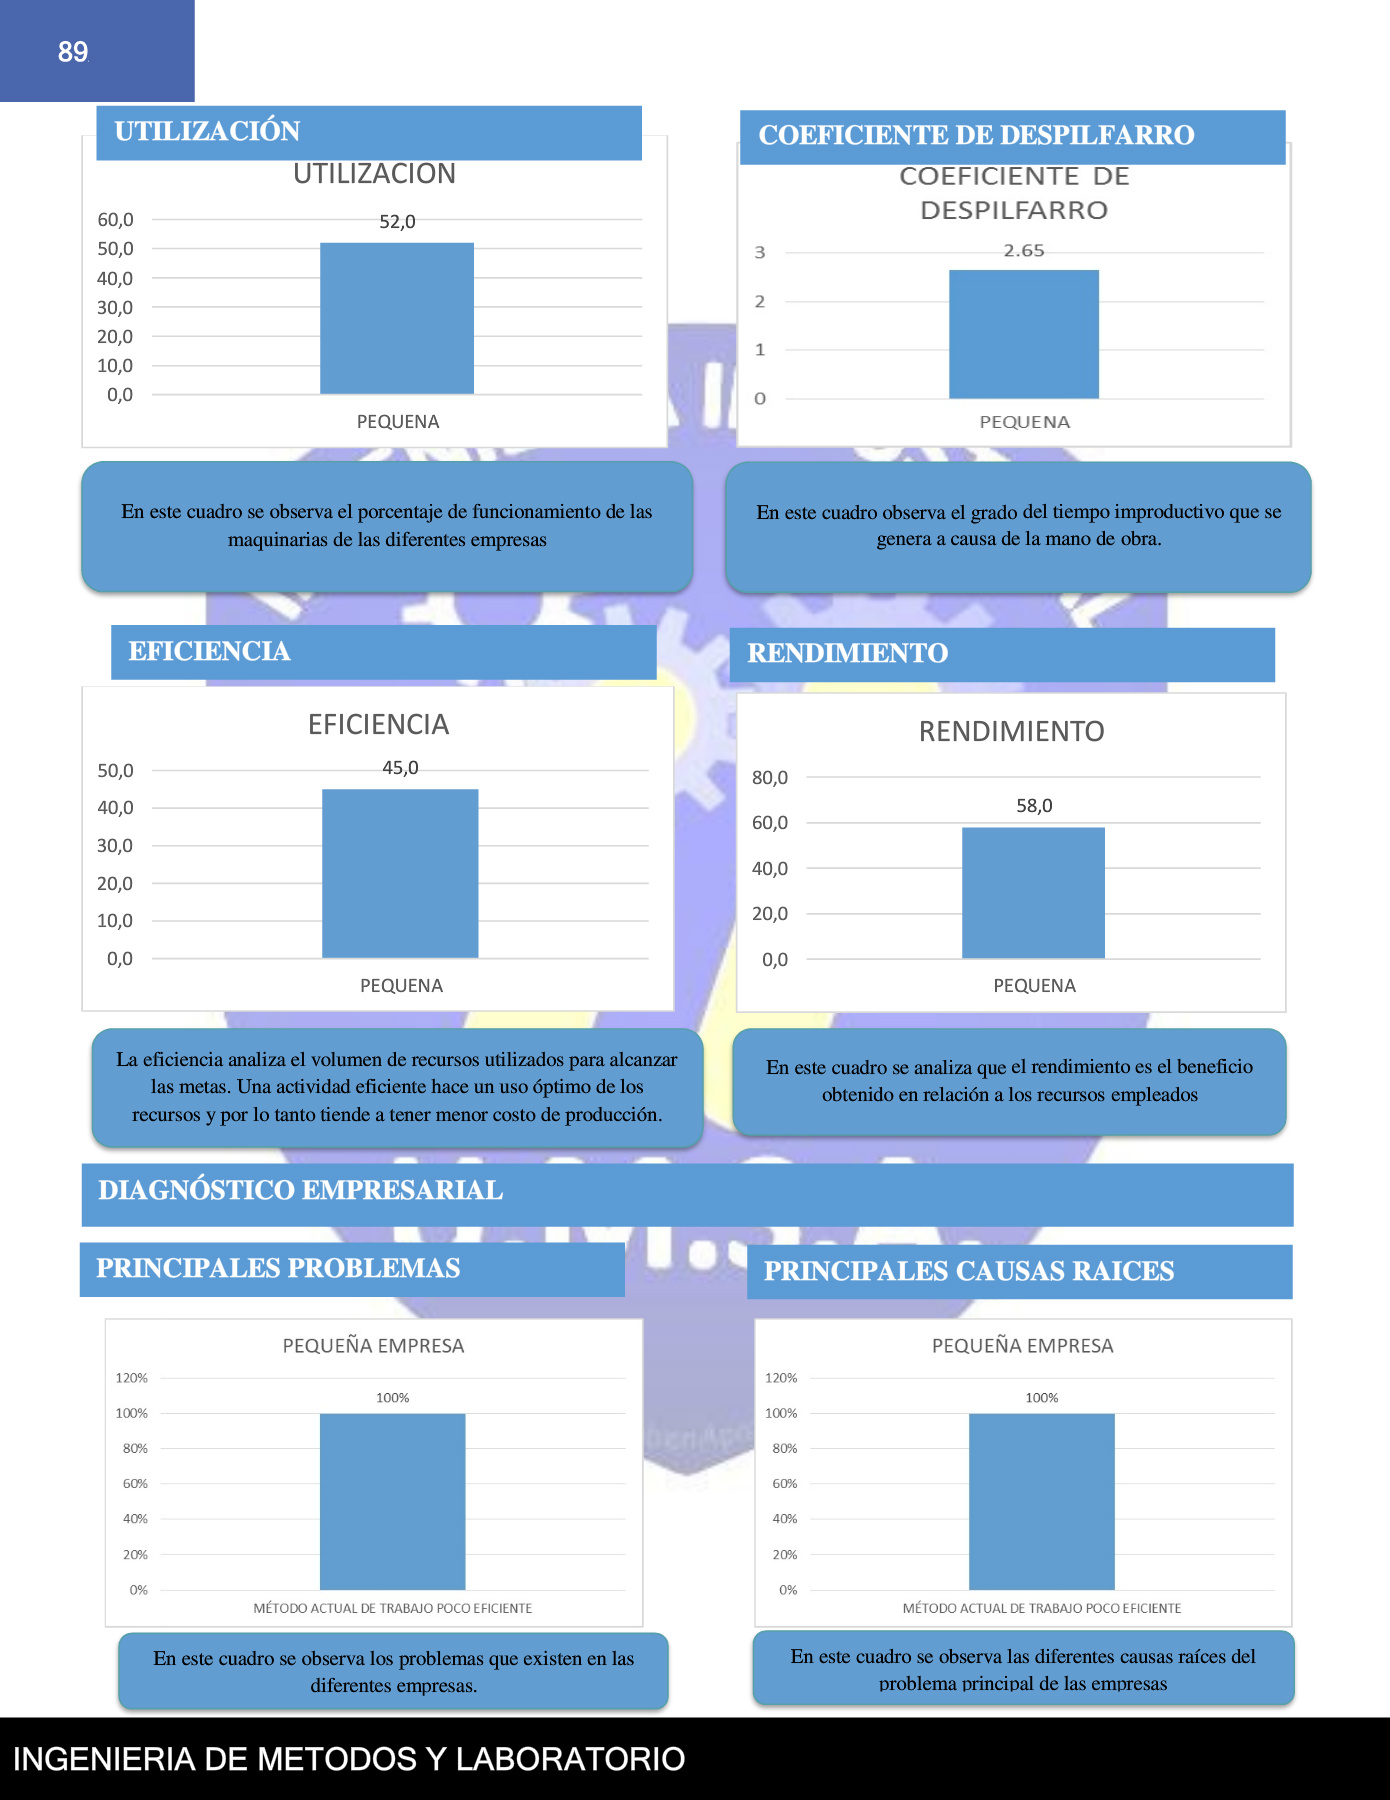 89
UTILIZACIÓN
UTILIZACION
60,0
50,0
40,0
30,0
20,0
10,0
0,0
52,0
PEQUENA
COEFICIENTE DE DESPILFARRO
COEFICIENTE DE
DESPILFARRO
3
2
1
0
2.65
PEQUENA
En este cuadro se observa el porcentaje de funcionamiento de las
maquinarias de las diferentes empresas
En este cuadro observa el grado del tiempo improductivo que se
genera a causa de la mano de obra.
EFICIENCIA
EFICIENCIA
50,0
40,0
30,0
20,0
10,0
0,0
45,0
PEQUENA
RENDIMIENTO
RENDIMIENTO
80,0
60,0
40,0
20,0
0,0
58,0
PEQUENA
La eficiencia analiza el volumen de recursos utilizados para alcanzar
las metas. Una actividad eficiente hace un uso óptimo de los
recursos y por lo tanto tiende a tener menor costo de producción.
En este cuadro se analiza que el rendimiento es el beneficio
obtenido en relación a los recursos empleados
DIAGNÓSTICO EMPRESARIAL
PRINCIPALES PROBLEMAS
PEQUEÑA EMPRESA
120%
100%
80%
60%
40%
20%
0%
100%
MÉTODO ACTUAL DE TRABAJO POCO EFICIENTE
PRINCIPALES CAUSAS RAICES
PEQUEÑA EMPRESA
120%
100%
80%
60%
40%
20%
0%
100%
MÉTODO ACTUAL DE TRABAJO POCO EFICIENTE
En este cuadro se observa los problemas que existen en las
diferentes empresas.
En este cuadro se observa las diferentes causas raíces del
problema principal de las empresas
INGENIERIA DE METODOS Y LABORATORIO